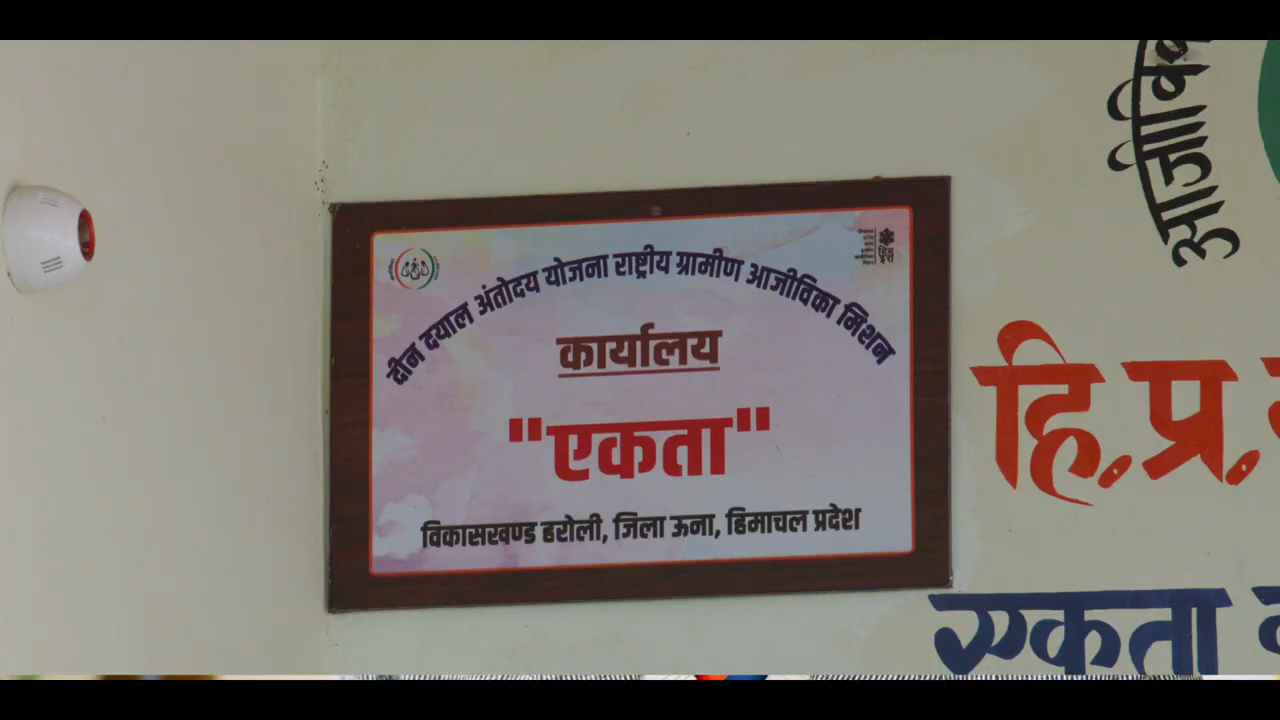 दीन दयाल अंतोदय योजना राष्ट्रीय ग्रामीण आजीविका मिशन
कार्यालय
"एकता"
विकासखण्ड हरोली, जिला ऊना, हिमाचल प्रदेश
हि.प्र.
एकता